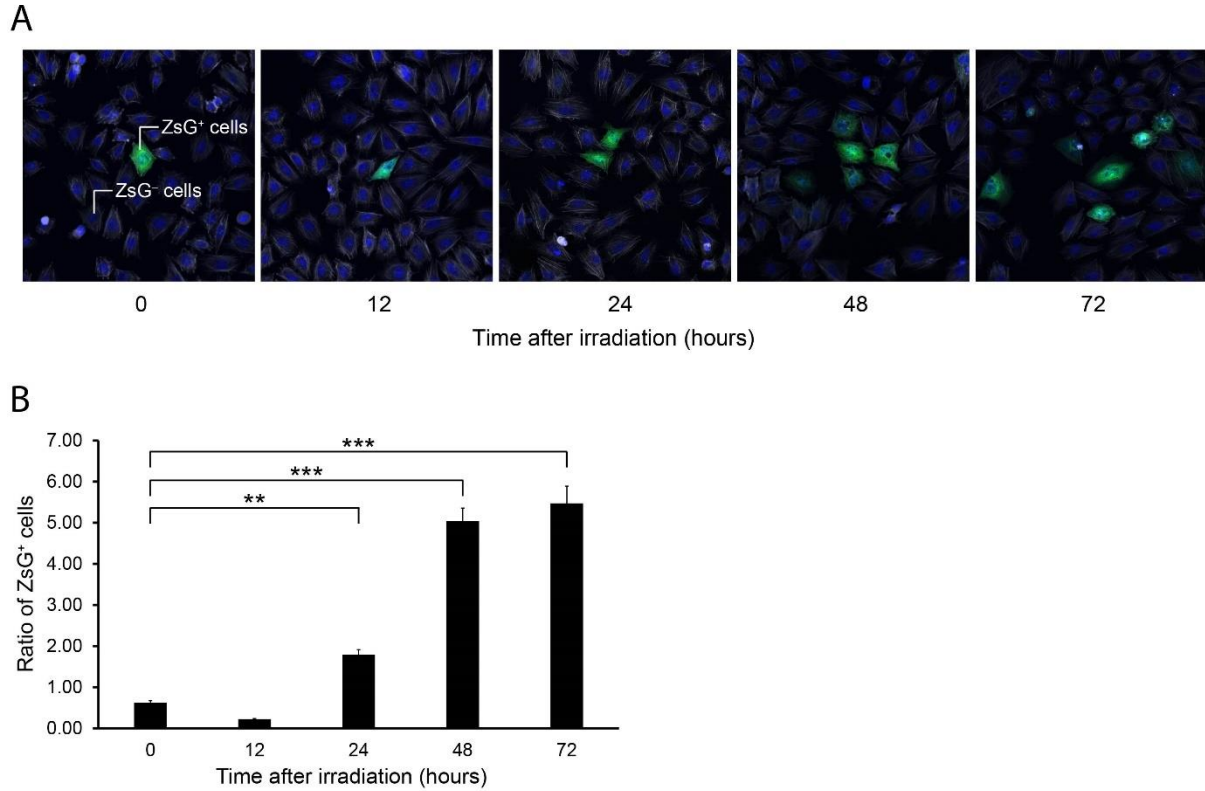 A
ZsG⁺ cells
ZsG⁻ cells
0 12 24 48 72
Time after irradiation (hours)
B
7.00
6.00
5.00
4.00
3.00
2.00
1.00
0.00
Ratio of ZsG⁺ cells
***
***
**
0 12 24 48 72
Time after irradiation (hours)